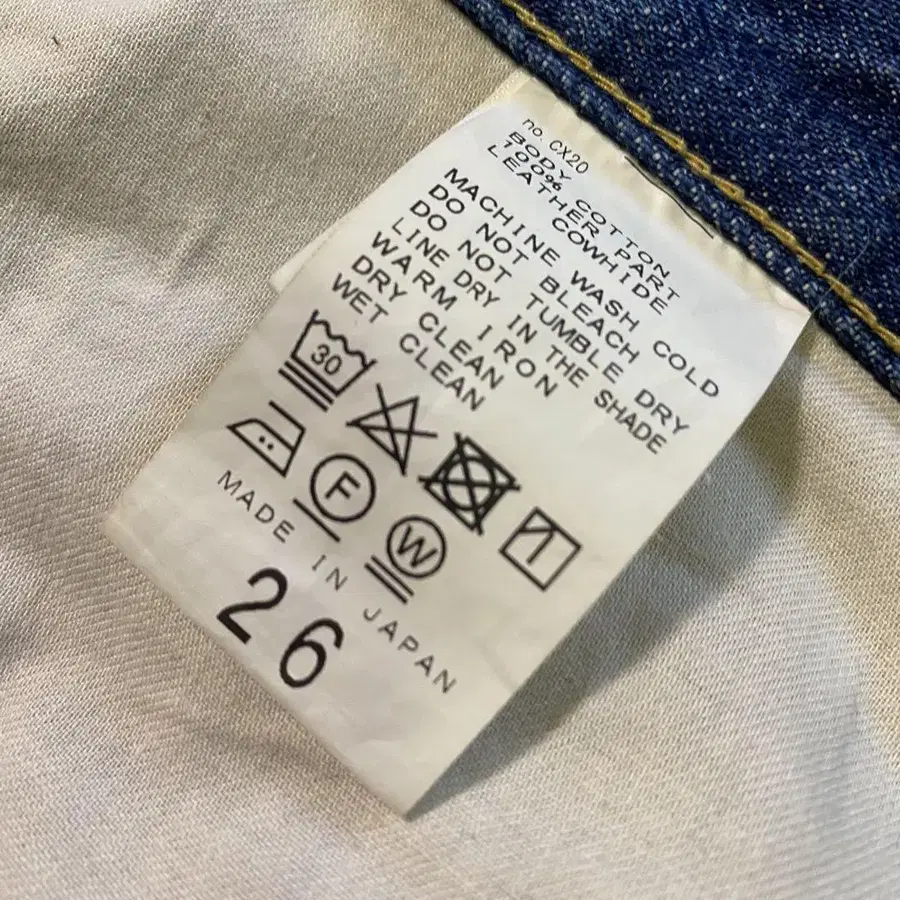 no. CX20
BODY
100% COTTON
LEATHER PART
COWHIDE
MACHINE WASH COLD
DO NOT BLEACH
DO NOT TUMBLE DRY
LINE DRY IN THE SHADE
WARM IRON
DRY CLEAN
WET CLEAN
30
F
W
MADE IN JAPAN
26